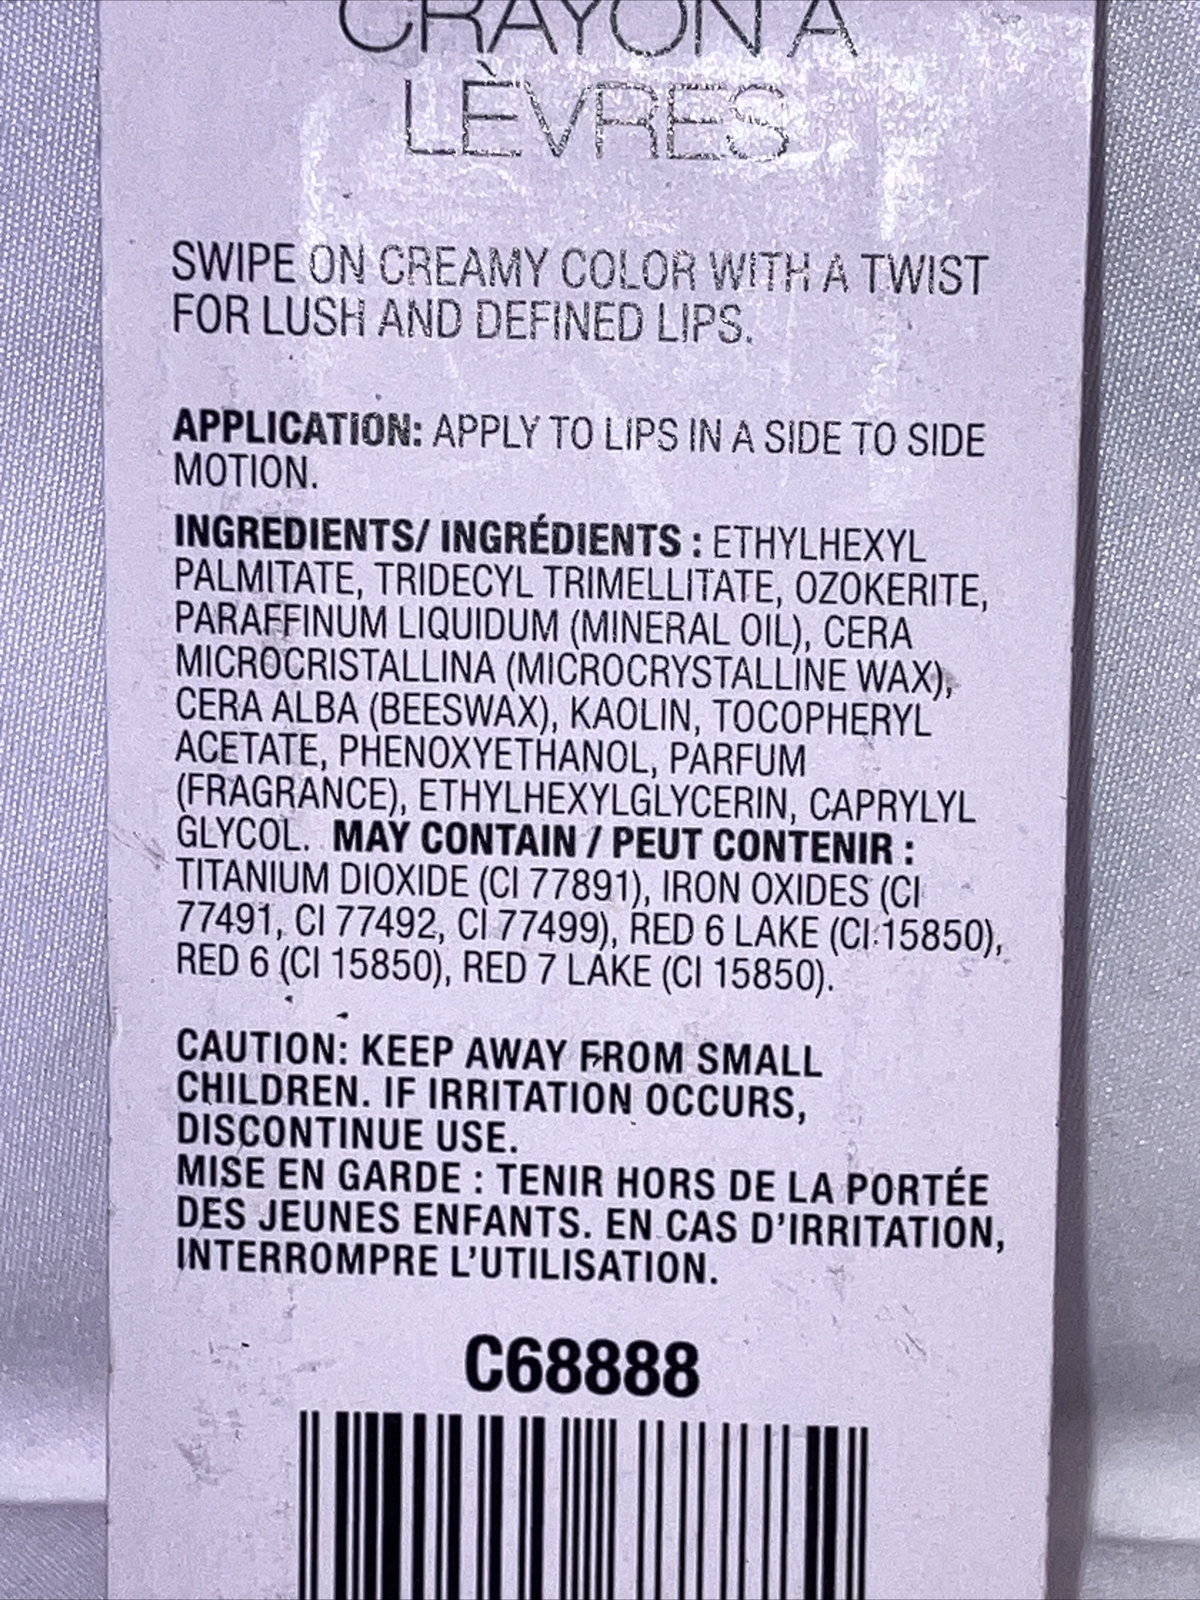 CRAYON À
LÈVRES
SWIPE ON CREAMY COLOR WITH A TWIST
FOR LUSH AND DEFINED LIPS.
APPLICATION: APPLY TO LIPS IN A SIDE TO SIDE
MOTION.
INGREDIENTS/ INGRÉDIENTS : ETHYLHEXYL
PALMITATE, TRIDECYL TRIMELLITATE, OZOKERITE,
PARAFFINUM LIQUIDUM (MINERAL OIL), CERA
MICROCRISTALLINA (MICROCRYSTALLINE WAX),
CERA ALBA (BEESWAX), KAOLIN, TOCOPHERYL
ACETATE, PHENOXYETHANOL, PARFUM
(FRAGRANCE), ETHYLHEXYLGLYCERIN, CAPRYLYL
GLYCOL. MAY CONTAIN / PEUT CONTENIR :
TITANIUM DIOXIDE (CI 77891), IRON OXIDES (CI
77491, CI 77492, CI 77499), RED 6 LAKE (CI 15850),
RED 6 (CI 15850), RED 7 LAKE (CI 15850).
CAUTION: KEEP AWAY FROM SMALL
CHILDREN. IF IRRITATION OCCURS,
DISCONTINUE USE.
MISE EN GARDE : TENIR HORS DE LA PORTÉE
DES JEUNES ENFANTS. EN CAS D'IRRITATION,
INTERROMPRE L'UTILISATION.
C68888